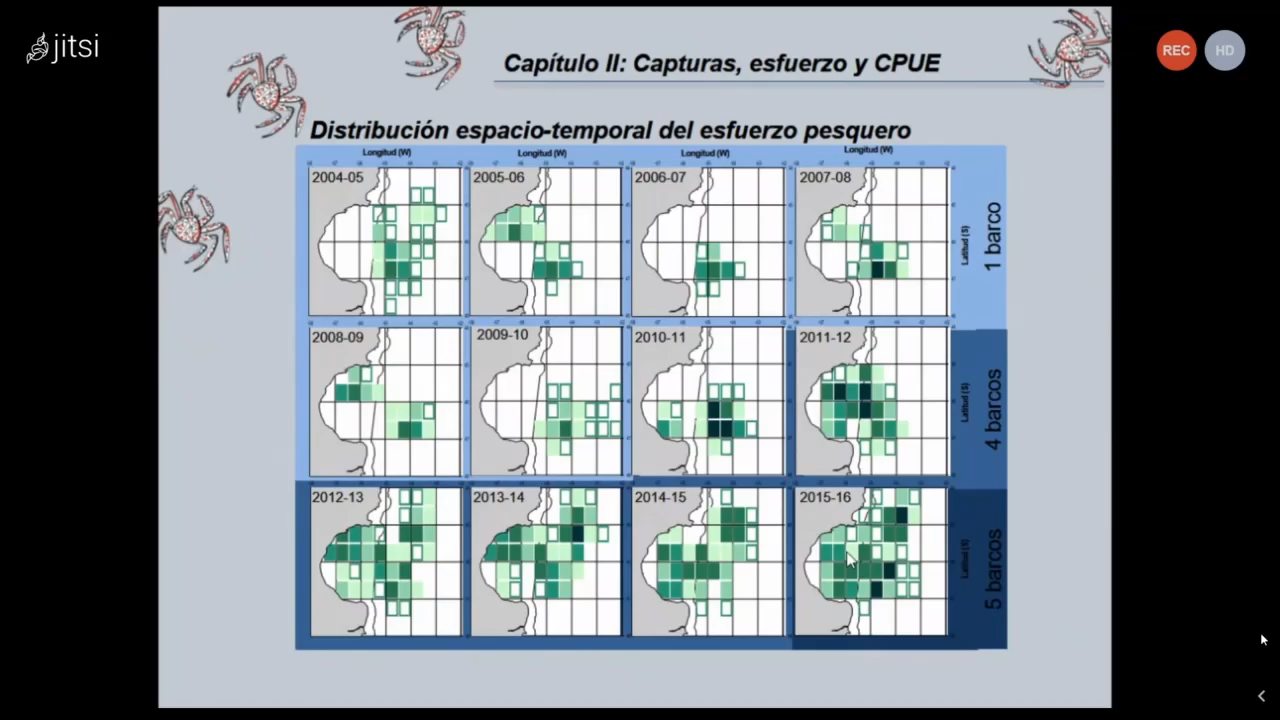 jitsi
REC
HD
Capítulo II: Capturas, esfuerzo y CPUE
Distribución espacio-temporal del esfuerzo pesquero
Longitud (W) Longitud (W) Longitud (W) Longitud (W)
2004-05 2005-06 2006-07 2007-08
Latitud (S)
1 barco
2008-09 2009-10 2010-11 2011-12
Latitud (S)
4 barcos
2012-13 2013-14 2014-15 2015-16
Latitud (S)
5 barcos